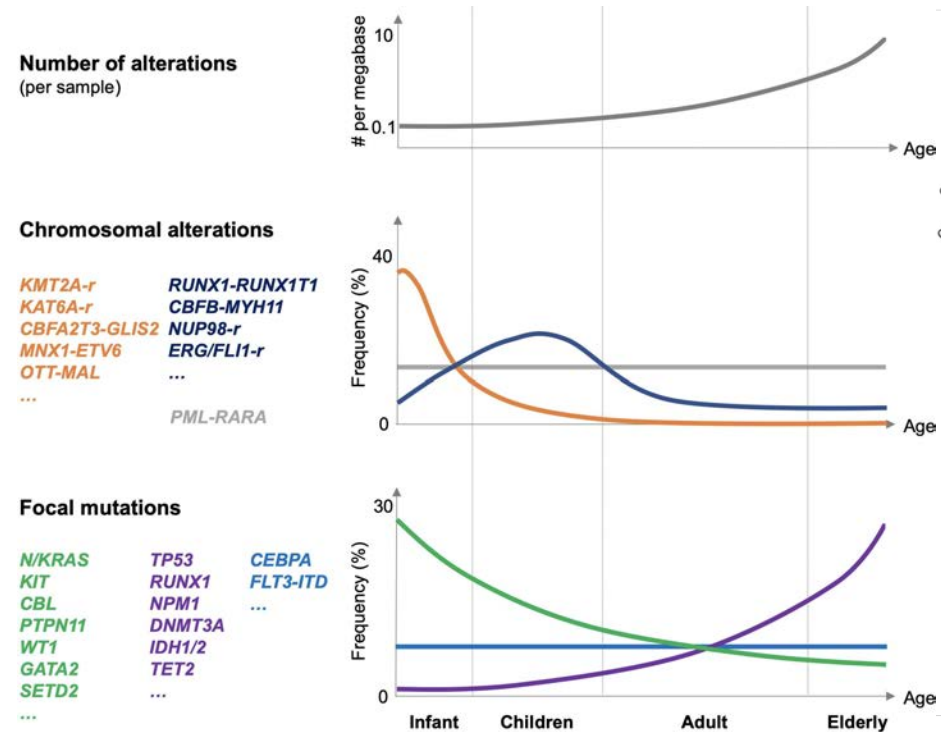 Number of alterations
(per sample)
# per megabase
10
0.1
Age
Chromosomal alterations
KMT2A-r
KAT6A-r
CBFA2T3-GLIS2
MNX1-ETV6
OTT-MAL
...
RUNX1-RUNX1T1
CBFB-MYH11
NUP98-r
ERG/FLI1-r
...
PML-RARA
Frequency (%)
40
0
Age
Focal mutations
N/KRAS
KIT
CBL
PTPN11
WT1
GATA2
SETD2
...
TP53
RUNX1
NPM1
DNMT3A
IDH1/2
TET2
...
CEBPA
FLT3-ITD
...
Frequency (%)
30
0
Age
Infant
Children
Adult
Elderly